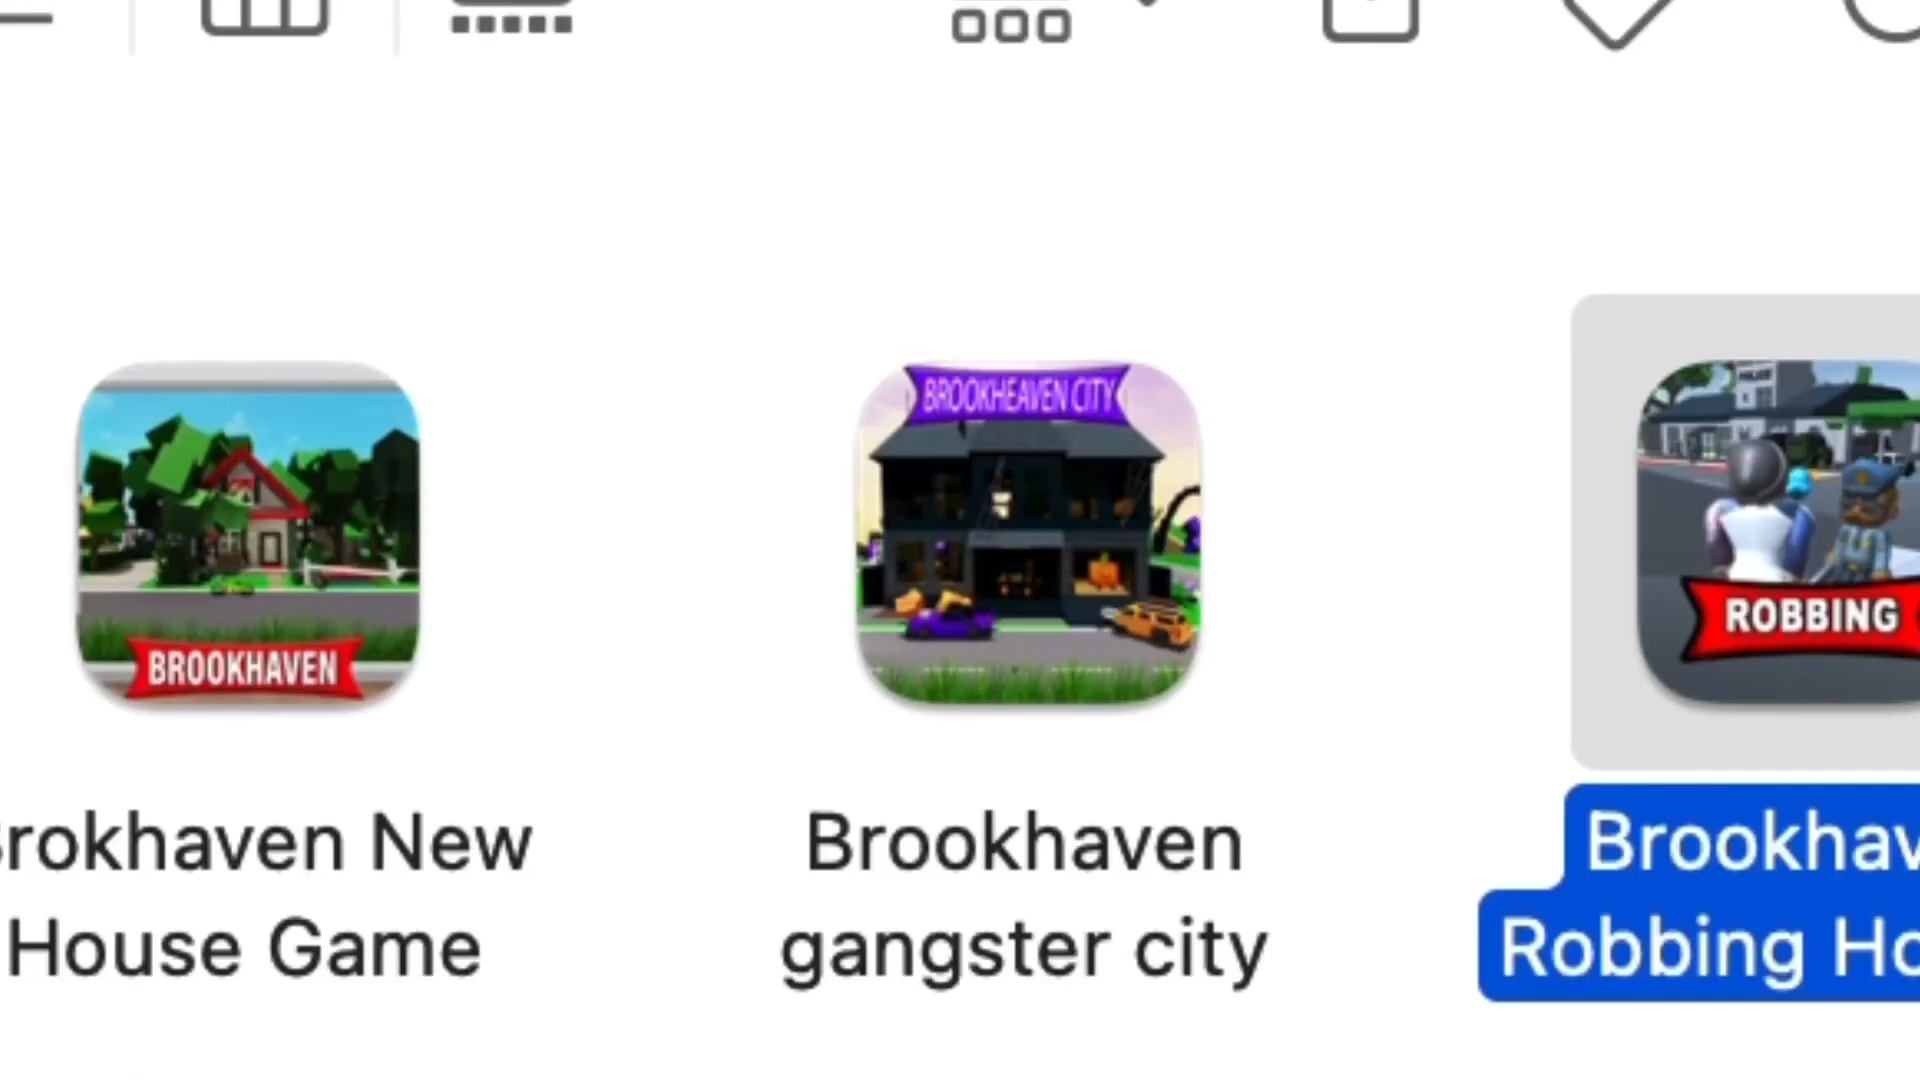 BROOKHAVEN
BROOKHEAVEN CITY
ROBBING
rokhaven New
House Game
Brookhaven
gangster city
Brookhav
Robbing Ho